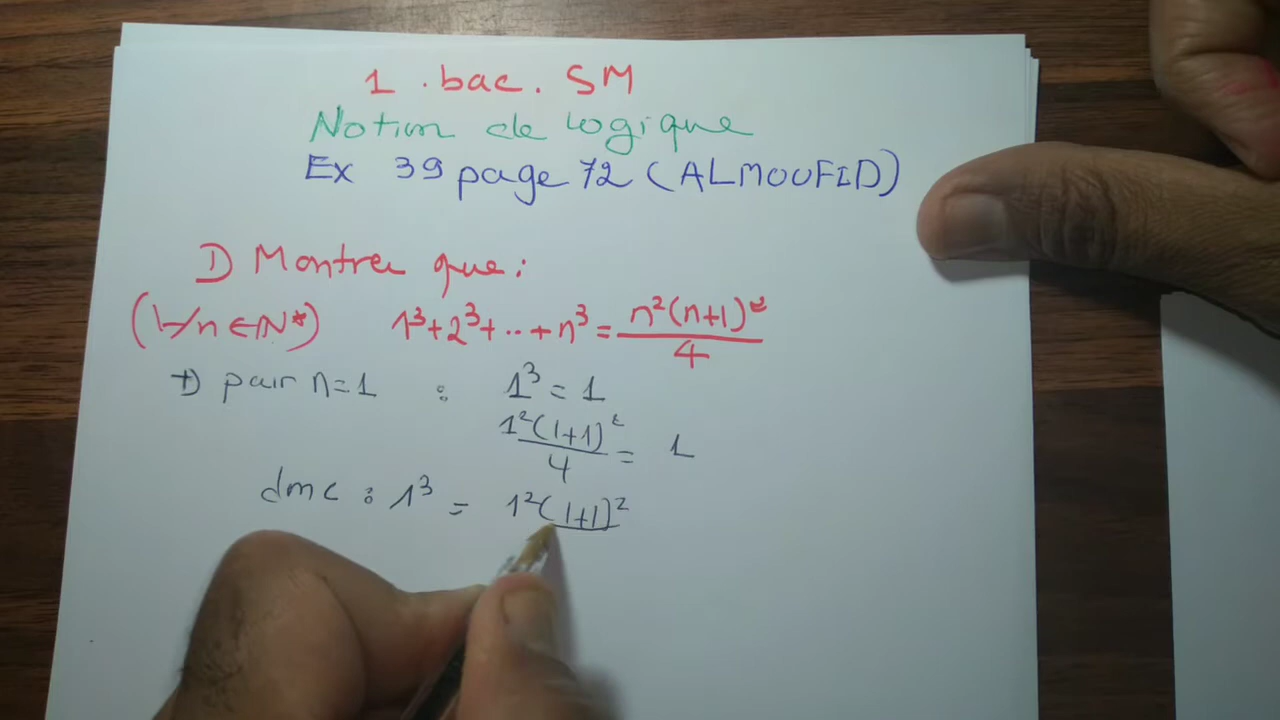 1 . bac . SM
Notion de logique
Ex 39 page 72 (ALMOUFID)
1) Montrer que :
(∀n∈N*) 1³+2³+..+n³ = n²(n+1)²/4
+) pour n=1 : 1³ = 1
1²(1+1)²/4 = 1
donc : 1³ = 1²(1+1)²